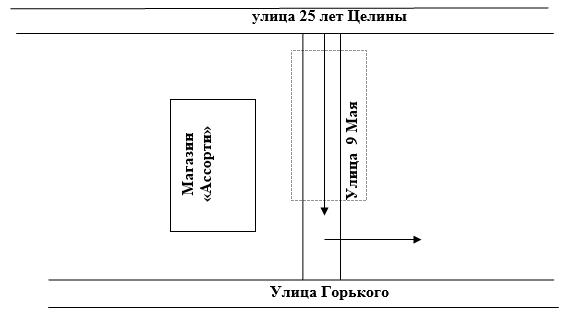 улица 25 лет Целины
Магазин
«Ассорти»
Улица 9 Мая
Улица Горького